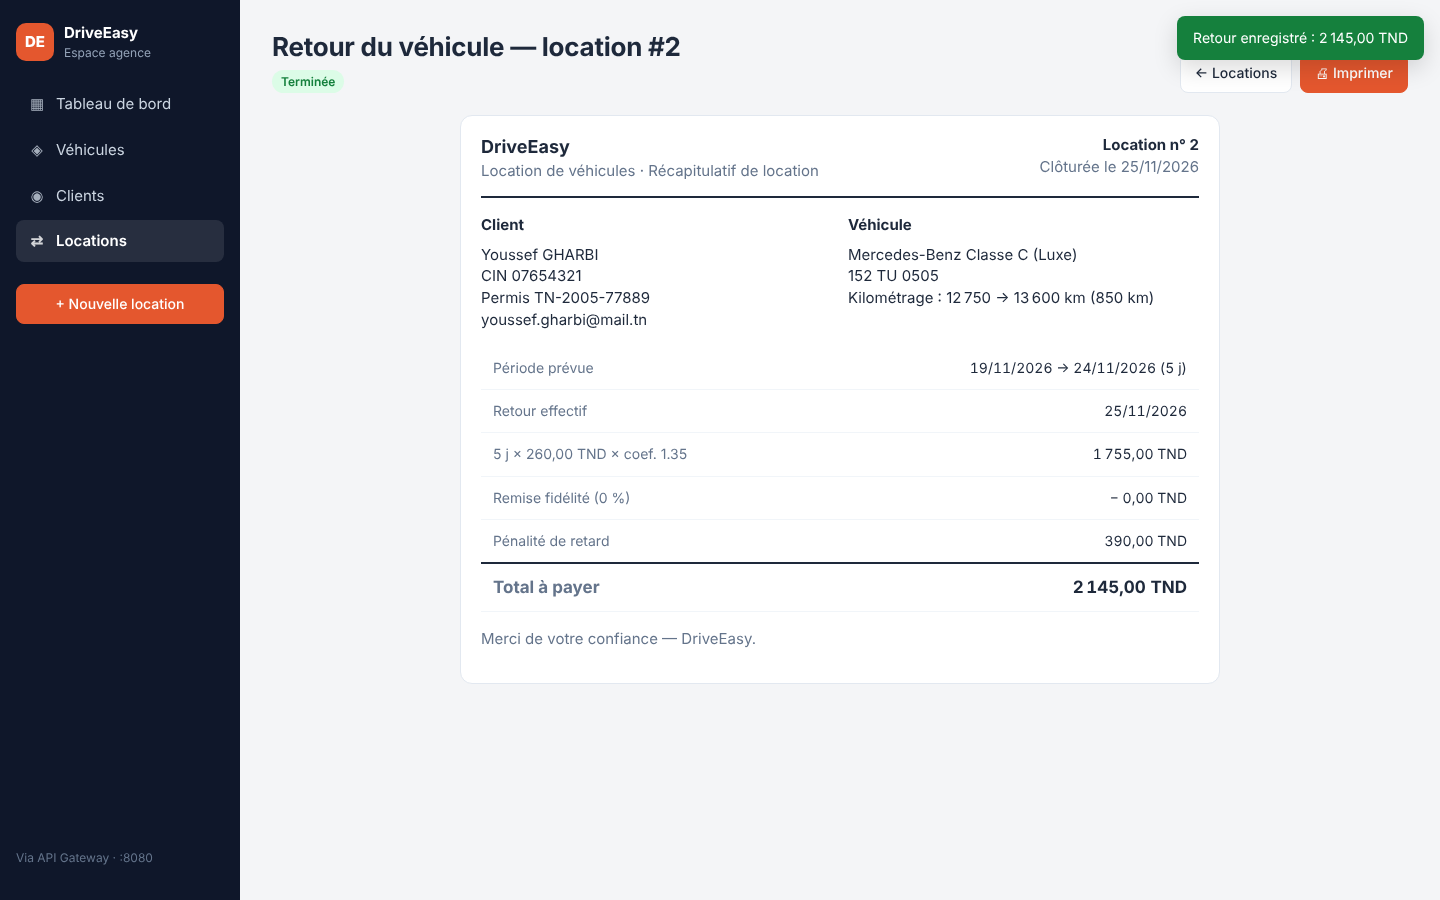 DE
DriveEasy
Espace agence
Tableau de bord
Véhicules
Clients
Locations
+ Nouvelle location
Via API Gateway · :8080
Retour du véhicule — location #2
Terminée
Retour enregistré : 2 145,00 TND
← Locations
Imprimer
DriveEasy
Location de véhicules · Récapitulatif de location
Location n° 2
Clôturée le 25/11/2026
Client
Youssef GHARBI
CIN 07654321
Permis TN-2005-77889
youssef.gharbi@mail.tn
Véhicule
Mercedes-Benz Classe C (Luxe)
152 TU 0505
Kilométrage : 12 750 → 13 600 km (850 km)
Période prévue 19/11/2026 → 24/11/2026 (5 j)
Retour effectif 25/11/2026
5 j × 260,00 TND × coef. 1.35 1 755,00 TND
Remise fidélité (0 %) − 0,00 TND
Pénalité de retard 390,00 TND
Total à payer 2 145,00 TND
Merci de votre confiance — DriveEasy.